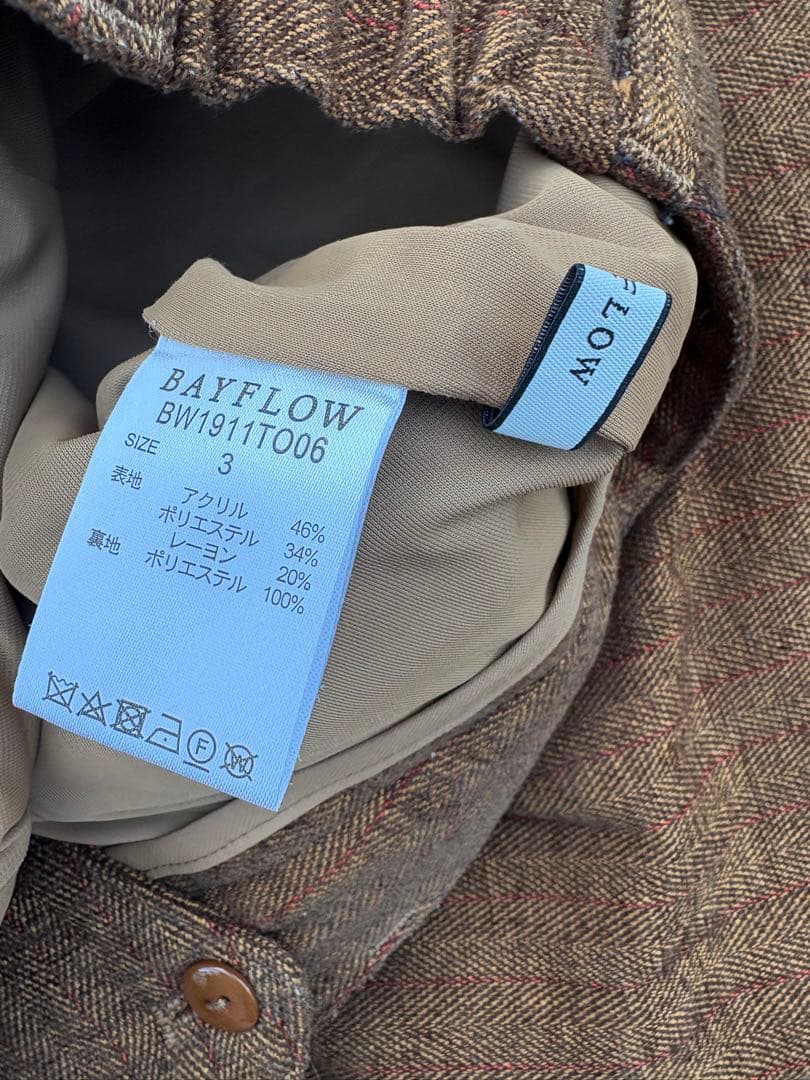 BAYFLOW
BW1911TO06
SIZE
3
表地 アクリル 46%
ポリエステル 34%
レーヨン 20%
裏地 ポリエステル 100%
F W
FLOW